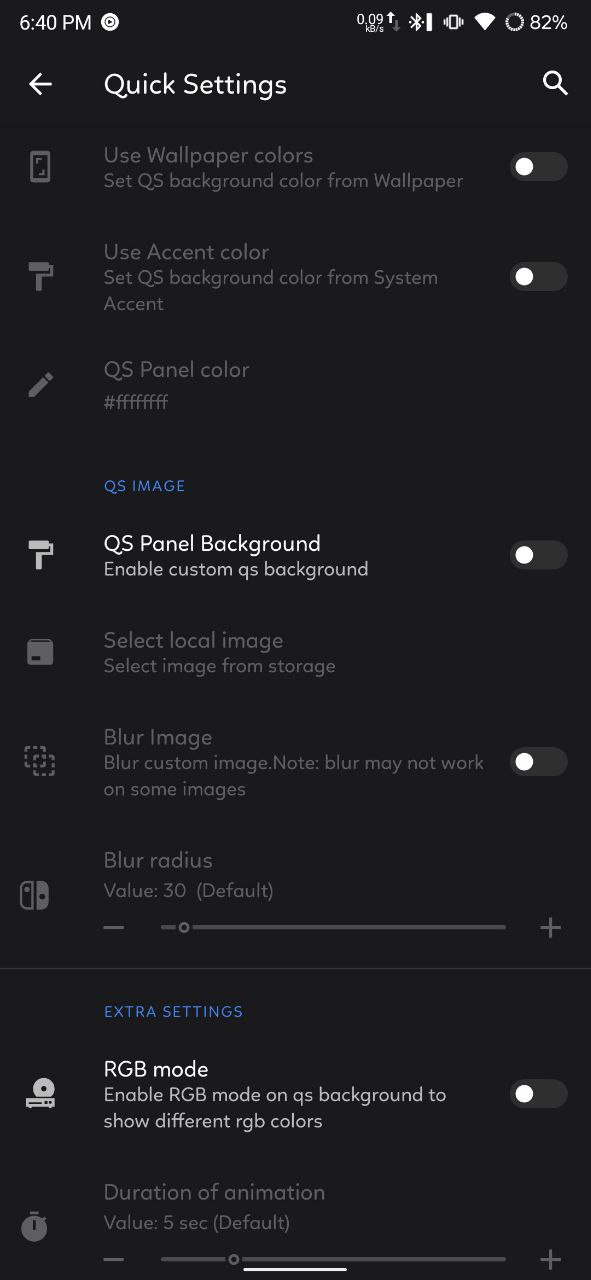 6:40 PM 0.09 kB/s 82%
Quick Settings
Use Wallpaper colors
Set QS background color from Wallpaper
Use Accent color
Set QS background color from System
Accent
QS Panel color
#ffffffff
QS IMAGE
QS Panel Background
Enable custom qs background
Select local image
Select image from storage
Blur Image
Blur custom image.Note: blur may not work
on some images
Blur radius
Value: 30  (Default)
EXTRA SETTINGS
RGB mode
Enable RGB mode on qs background to
show different rgb colors
Duration of animation
Value: 5 sec (Default)